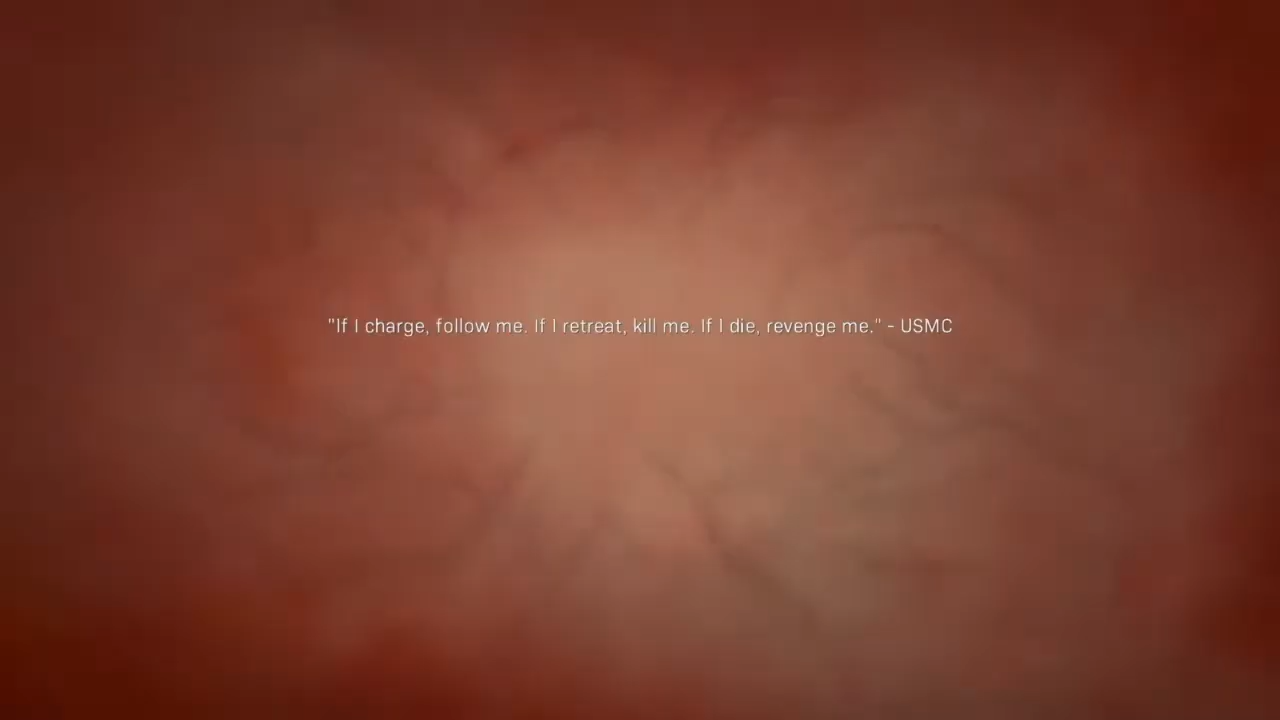 "If I charge, follow me. If I retreat, kill me. If I die, revenge me." - USMC